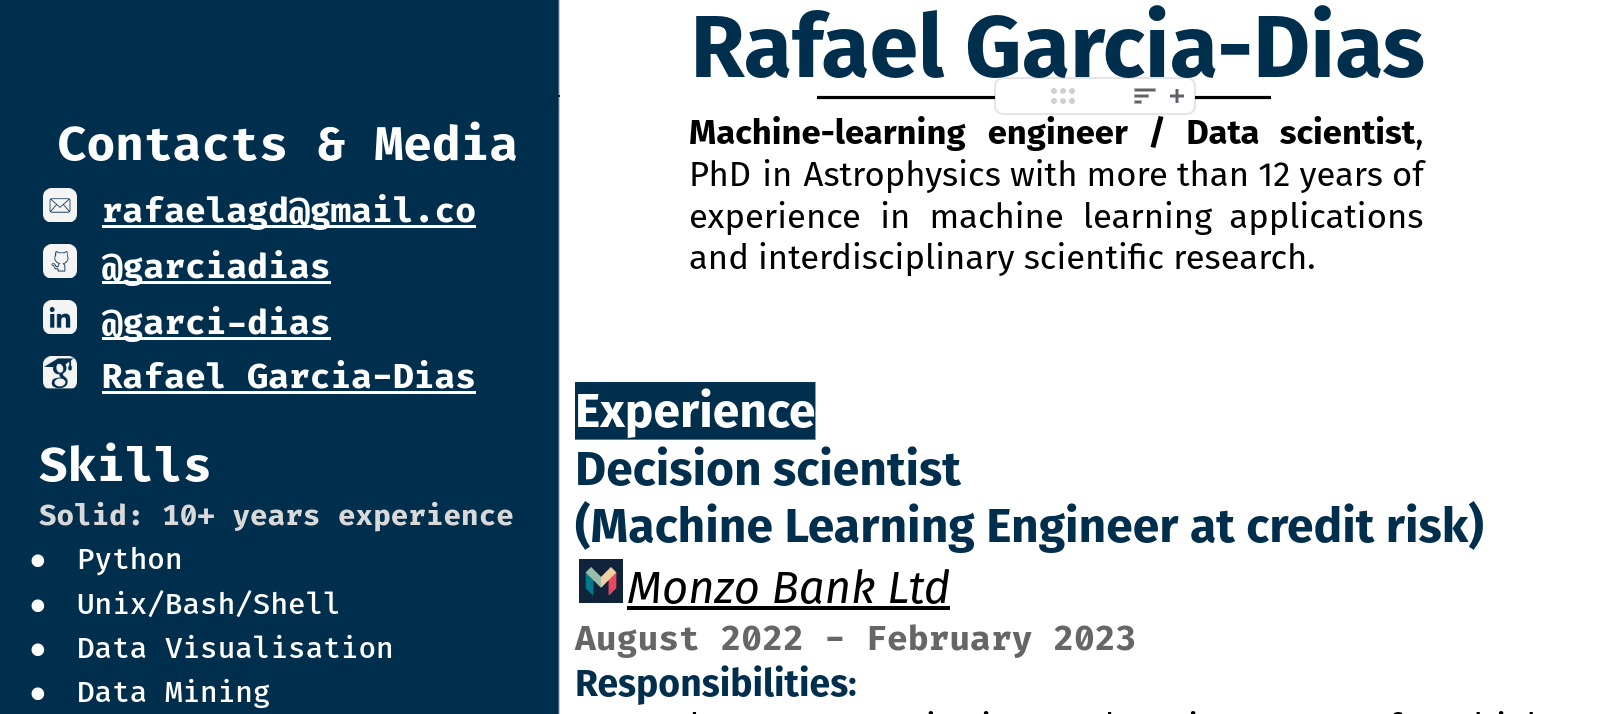 Rafael Garcia-Dias
Machine-learning engineer / Data scientist,
PhD in Astrophysics with more than 12 years of
experience in machine learning applications
and interdisciplinary scientific research.
Contacts & Media
rafaelagd@gmail.co
@garciadias
@garci-dias
Rafael Garcia-Dias
Skills
Solid: 10+ years experience
● Python
● Unix/Bash/Shell
● Data Visualisation
● Data Mining
Experience
Decision scientist
(Machine Learning Engineer at credit risk)
Monzo Bank Ltd
August 2022 - February 2023
Responsibilities: